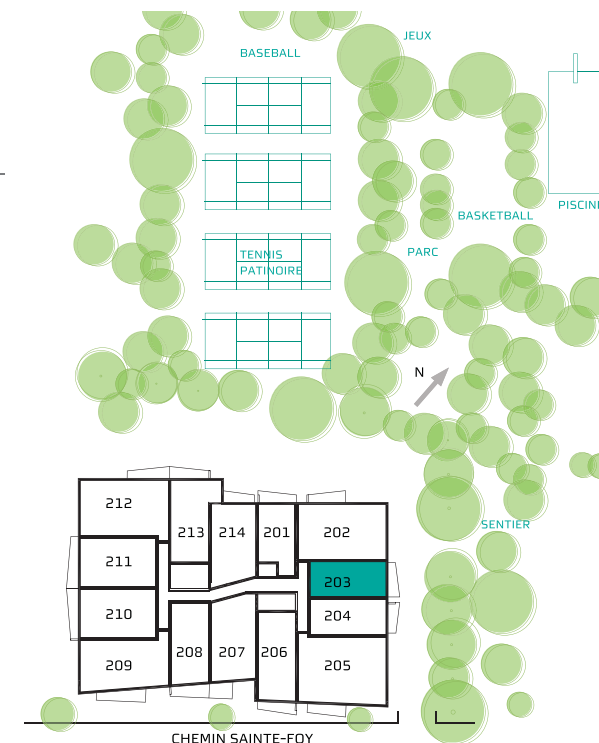 JEUX
BASEBALL
PISCIN
BASKETBALL
PARC
TENNIS
PATINOIRE
N
SENTIER
212
213
214
201
202
211
203
210
204
209
208
207
206
205
CHEMIN SAINTE-FOY